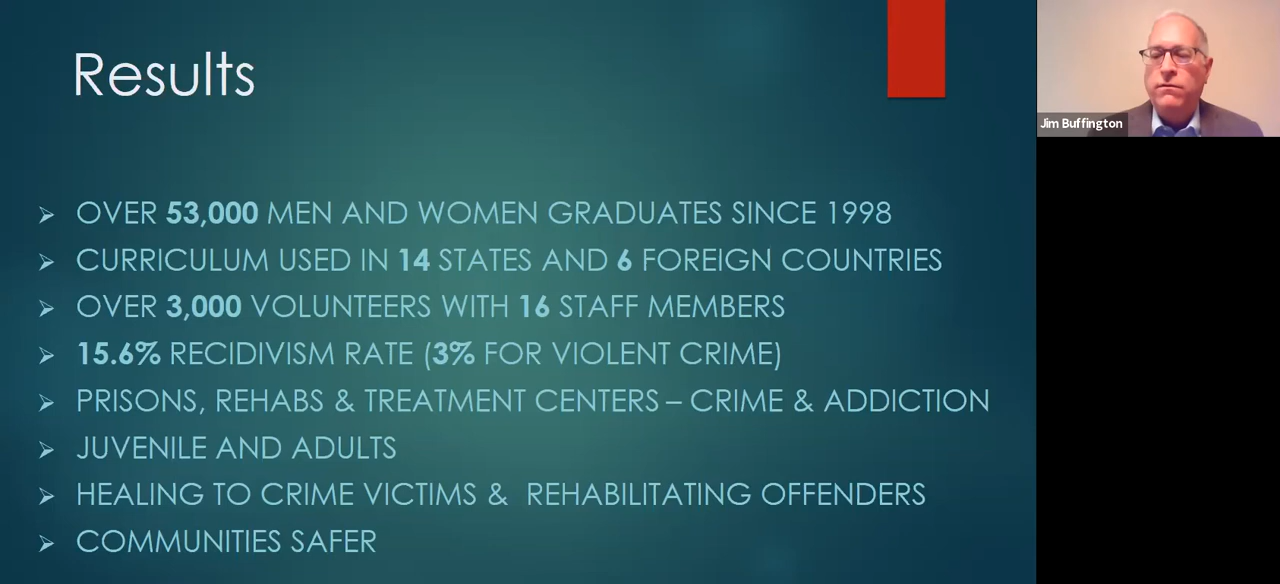 Results
OVER 53,000 MEN AND WOMEN GRADUATES SINCE 1998
CURRICULUM USED IN 14 STATES AND 6 FOREIGN COUNTRIES
OVER 3,000 VOLUNTEERS WITH 16 STAFF MEMBERS
15.6% RECIDIVISM RATE (3% FOR VIOLENT CRIME)
PRISONS, REHABS & TREATMENT CENTERS – CRIME & ADDICTION
JUVENILE AND ADULTS
HEALING TO CRIME VICTIMS & REHABILITATING OFFENDERS
COMMUNITIES SAFER
Jim Buffington